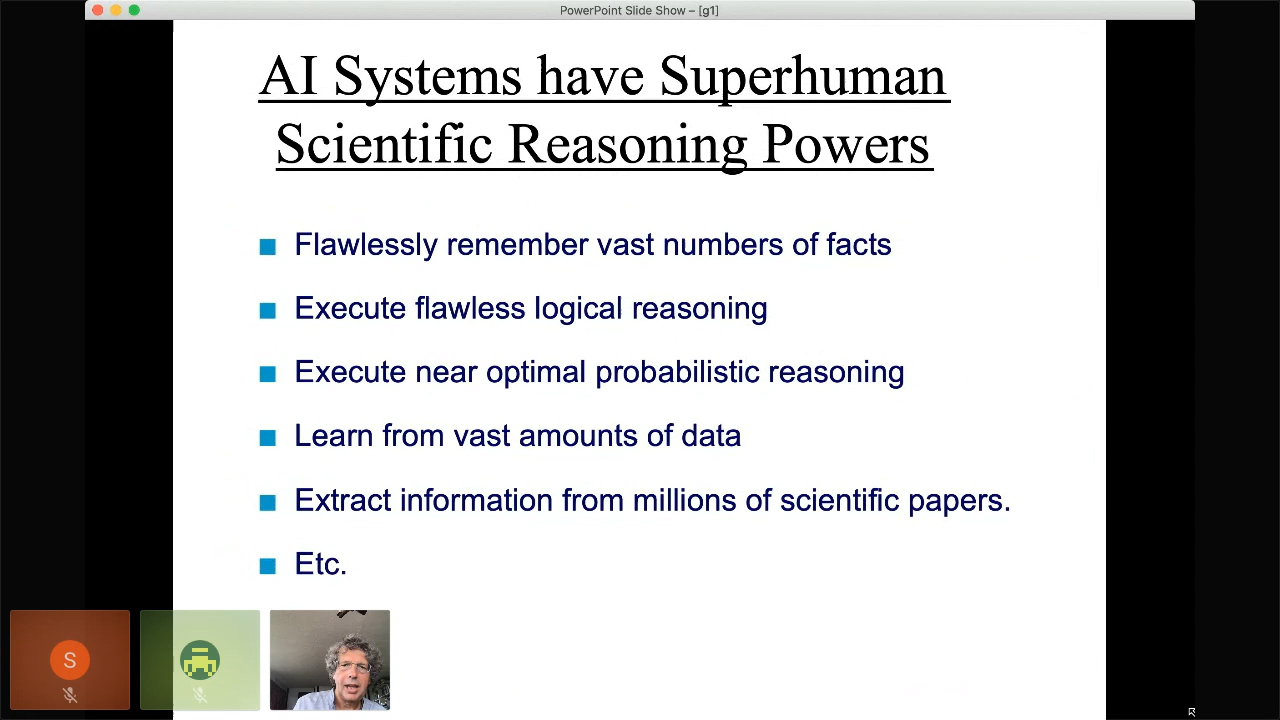 PowerPoint Slide Show – [g1]
AI Systems have Superhuman
Scientific Reasoning Powers
Flawlessly remember vast numbers of facts
Execute flawless logical reasoning
Execute near optimal probabilistic reasoning
Learn from vast amounts of data
Extract information from millions of scientific papers.
Etc.
S